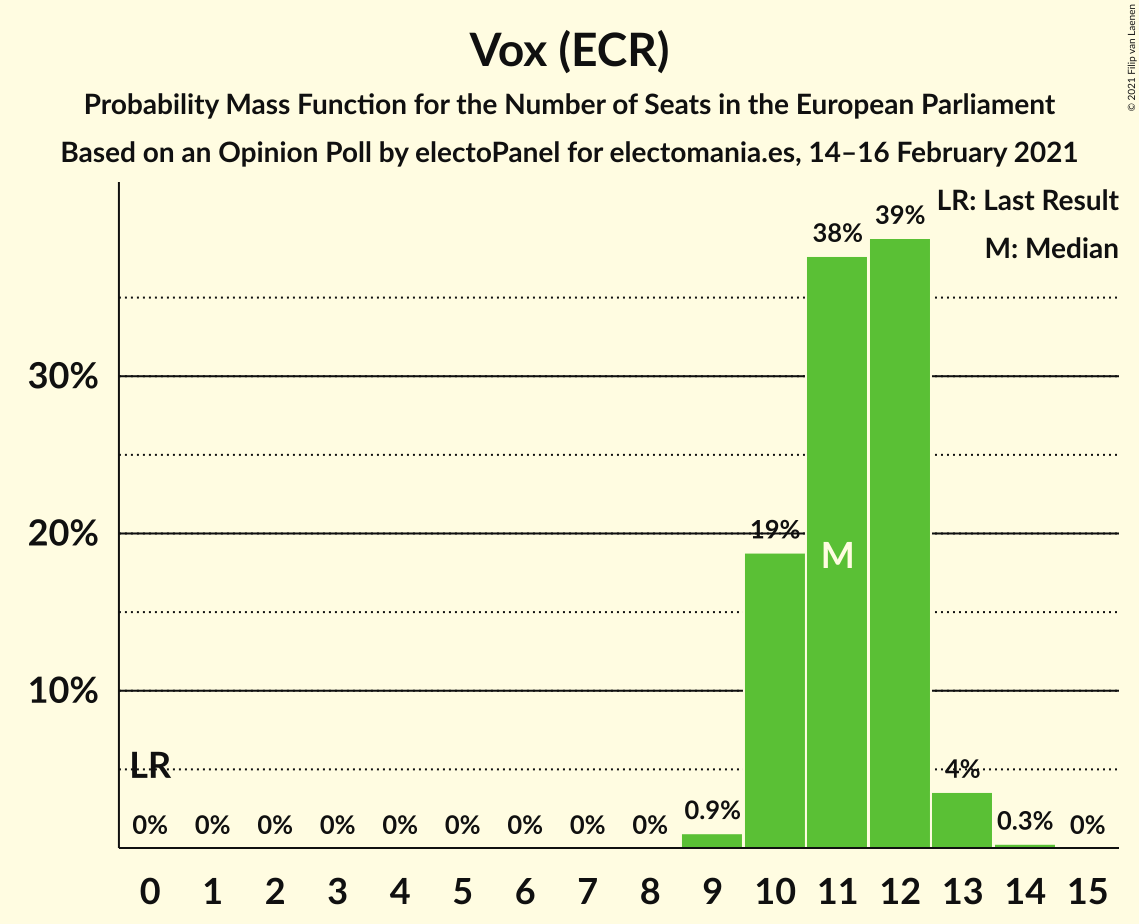 Vox (ECR)
Probability Mass Function for the Number of Seats in the European Parliament
Based on an Opinion Poll by electoPanel for electomania.es, 14–16 February 2021
© 2021 Filip van Laenen
LR: Last Result
M: Median
30%
20%
10%
LR
M
0% 0% 0% 0% 0% 0% 0% 0% 0% 0.9% 19% 38% 39% 4% 0.3% 0%
0 1 2 3 4 5 6 7 8 9 10 11 12 13 14 15